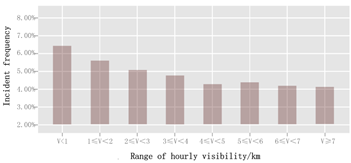 Incident frequency
8.00%
7.00%
6.00%
5.00%
4.00%
3.00%
2.00%
V<1
1≤V<2
2≤V<3
3≤V<4
4≤V<5
5≤V<6
6≤V<7
V≥7
Range of hourly visibility/km